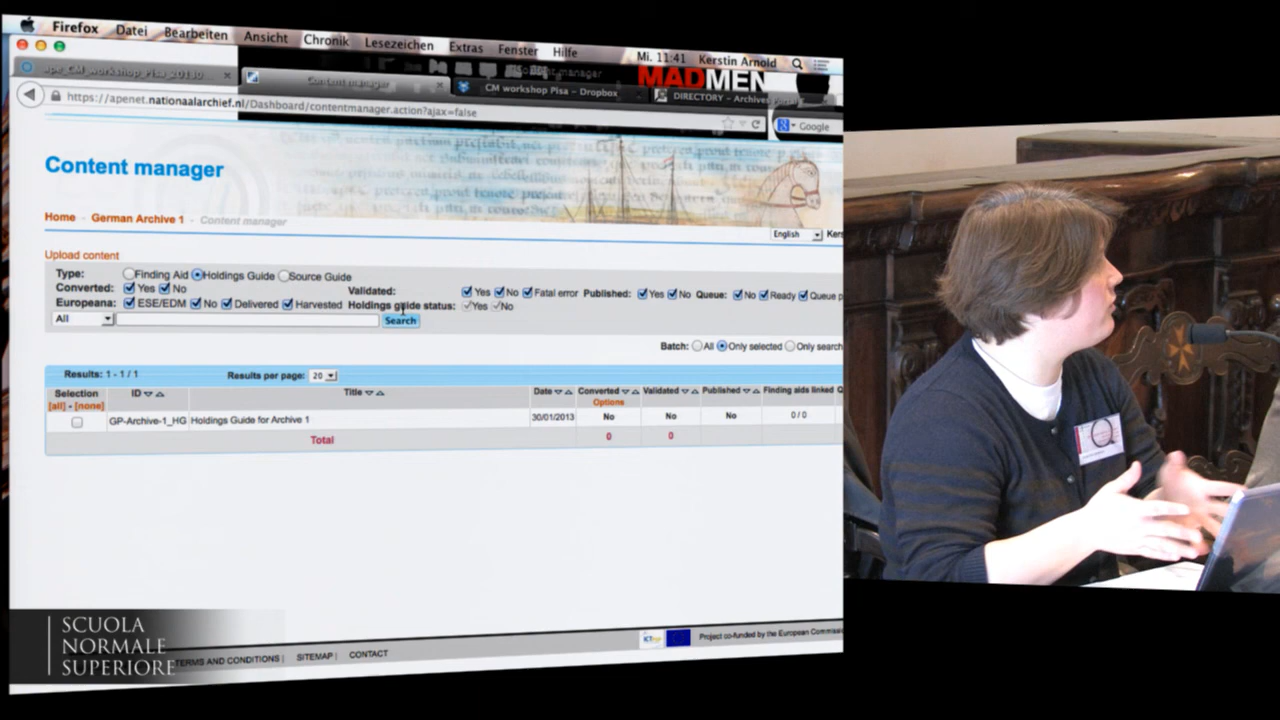 Firefox Datei Bearbeiten Ansicht Chronik Lesezeichen Extras Fenster Hilfe
Mi. 11:41 Kerstin Arnold
MADMEN
ape_CM_workshop_Pisa_20130...
Content manager
CM workshop Pisa – Dropbox
DIRECTORY – Archives Portal
https://apenet.nationaalarchief.nl/Dashboard/contentmanager.action?ajax=false
Google
Content manager
Home - German Archive 1 - Content manager
English
Upload content
Type: Finding Aid Holdings Guide Source Guide
Converted: Yes No Validated: Yes No Fatal error Published: Yes No Queue: No Ready Queue p
Europeana: ESE/EDM No Delivered Harvested Holdings guide status: Yes No
All Search
Batch: All Only selected Only search
Results: 1 - 1 / 1 Results per page: 20
Selection ID Title Date Converted Validated Published Finding aids linked
[all] - [none] Options
GP-Archive-1_HG Holdings Guide for Archive 1 30/01/2013 No No No 0 / 0
Total 0 0
Project co-funded by the European Commiss
TERMS AND CONDITIONS | SITEMAP | CONTACT
SCUOLA
NORMALE
SUPERIORE